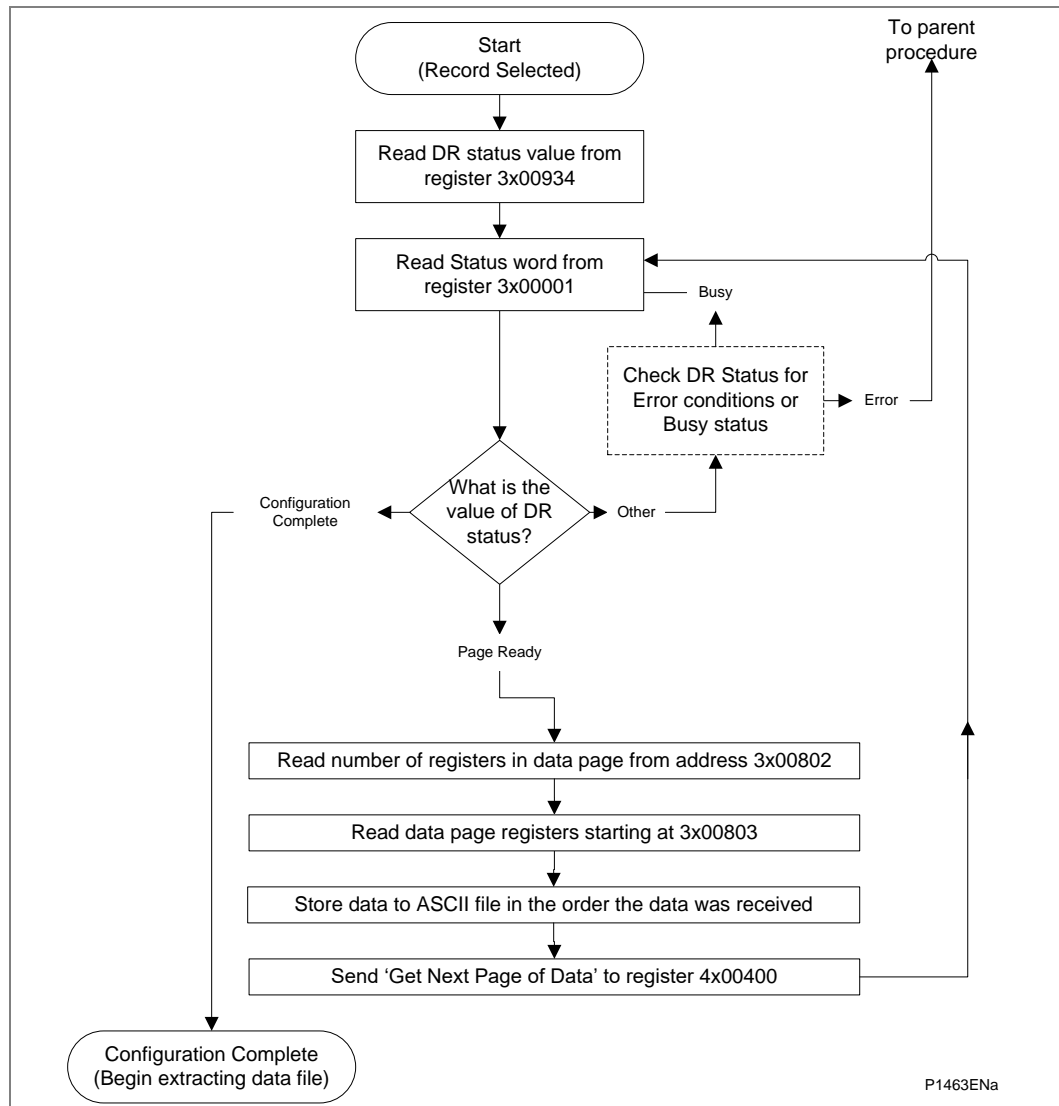 Start
(Record Selected)
To parent
procedure
Read DR status value from
register 3x00934
Read Status word from
register 3x00001
Busy
Check DR Status for
Error conditions or
Busy status
Error
What is the
value of DR
status?
Configuration
Complete
Other
Page Ready
Read number of registers in data page from address 3x00802
Read data page registers starting at 3x00803
Store data to ASCII file in the order the data was received
Send ‘Get Next Page of Data’ to register 4x00400
Configuration Complete
(Begin extracting data file)
P1463ENa